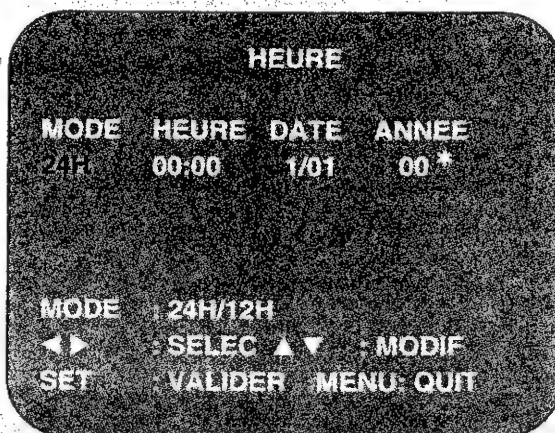 HEURE
MODE HEURE DATE ANNEE
24H 00:00 1/01 00 *
MODE : 24H/12H
◄ ► : SELEC ▲ ▼ : MODIF
SET : VALIDER MENU: QUIT